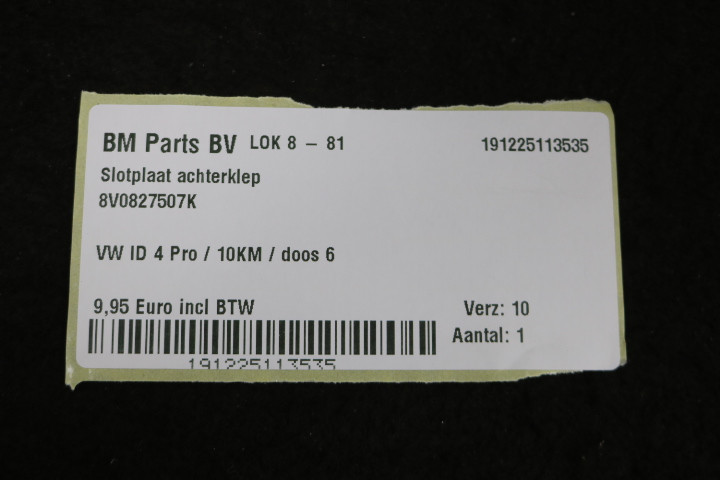 BM Parts BV LOK 8 – 81 191225113535
Slotplaat achterklep
8V0827507K
VW ID 4 Pro / 10KM / doos 6
9,95 Euro incl BTW Verz: 10
Aantal: 1
191225113535